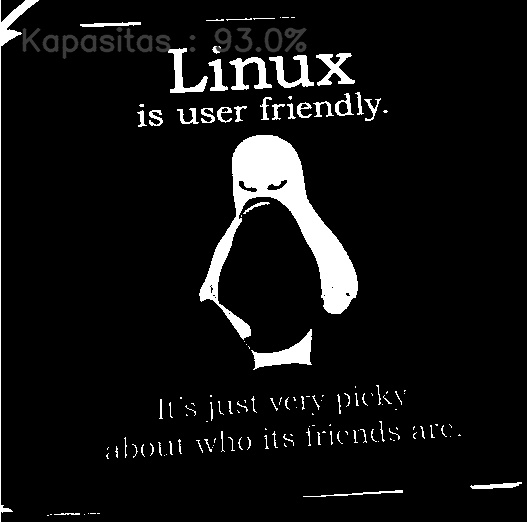 Kapasitas : 93.0%
Linux
is user friendly.
It's just very picky
about who its friends are.